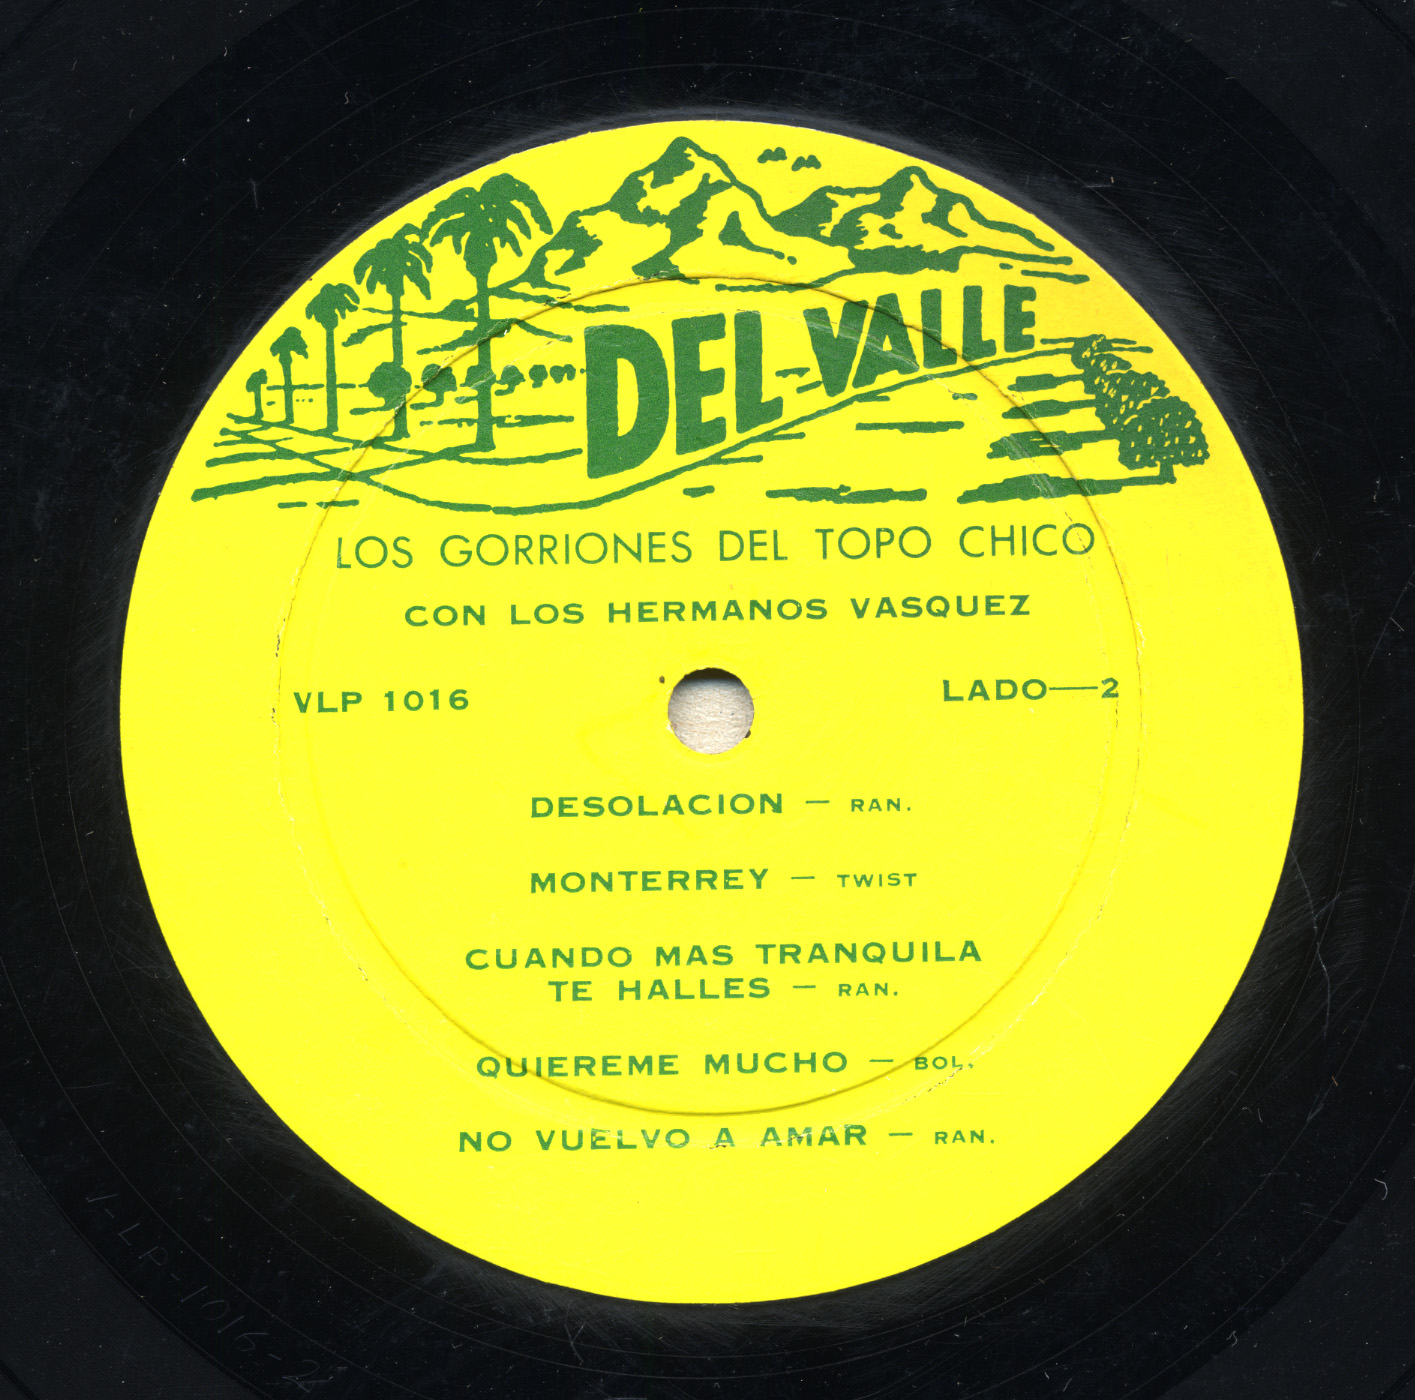 DEL VALLE
LOS GORRIONES DEL TOPO CHICO
CON LOS HERMANOS VASQUEZ
VLP 1016
LADO—2
DESOLACION — RAN.
MONTERREY — TWIST
CUANDO MAS TRANQUILA
TE HALLES — RAN.
QUIEREME MUCHO — BOL.
NO VUELVO A AMAR — RAN.